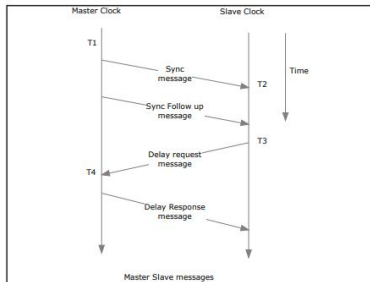 Master Clock
Slave Clock
T1
Sync
message
T2
Time
Sync Follow up
message
T3
Delay request
message
T4
Delay Response
message
Master Slave messages